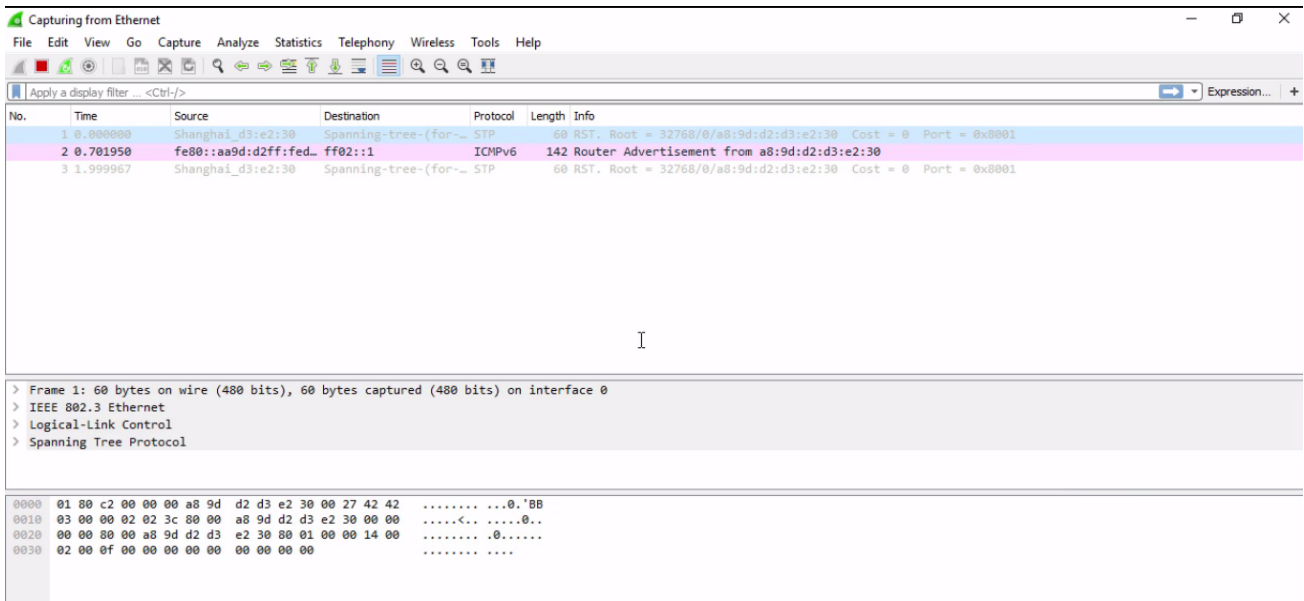 Capturing from Ethernet
File Edit View Go Capture Analyze Statistics Telephony Wireless Tools Help
Apply a display filter ... <Ctrl-/> Expression... +
No. Time Source Destination Protocol Length Info
1 0.000000 Shanghai_d3:e2:30 Spanning-tree-(for-… STP 60 RST. Root = 32768/0/a8:9d:d2:d3:e2:30 Cost = 0 Port = 0x8001
2 0.701950 fe80::aa9d:d2ff:fed… ff02::1 ICMPv6 142 Router Advertisement from a8:9d:d2:d3:e2:30
3 1.999967 Shanghai_d3:e2:30 Spanning-tree-(for-… STP 60 RST. Root = 32768/0/a8:9d:d2:d3:e2:30 Cost = 0 Port = 0x8001
> Frame 1: 60 bytes on wire (480 bits), 60 bytes captured (480 bits) on interface 0
> IEEE 802.3 Ethernet
> Logical-Link Control
> Spanning Tree Protocol
0000 01 80 c2 00 00 00 a8 9d d2 d3 e2 30 00 27 42 42 ........ ...0.'BB
0010 03 00 00 02 02 3c 80 00 a8 9d d2 d3 e2 30 00 00 .....<.. .....0..
0020 00 00 80 00 a8 9d d2 d3 e2 30 80 01 00 00 14 00 ........ .0......
0030 02 00 0f 00 00 00 00 00 00 00 00 00 ........ ....